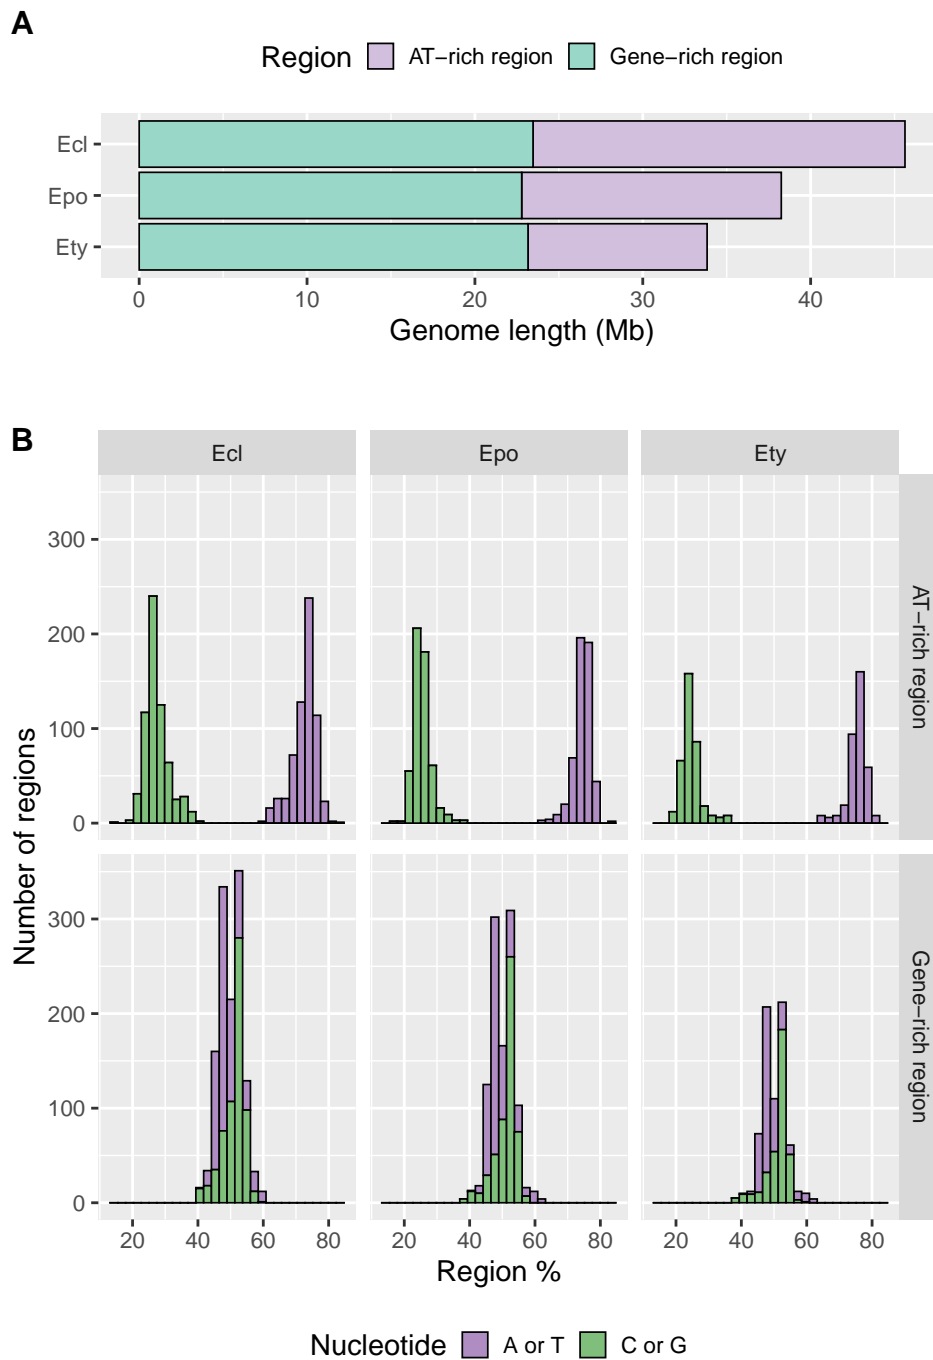 A
Region AT−rich region Gene−rich region
Ecl
Epo
Ety
0 10 20 30 40
Genome length (Mb)
B
Ecl Epo Ety
Number of regions
300
200
100
0
AT−rich region
300
200
100
0
Gene−rich region
20 40 60 80 20 40 60 80 20 40 60 80
Region %
Nucleotide A or T C or G